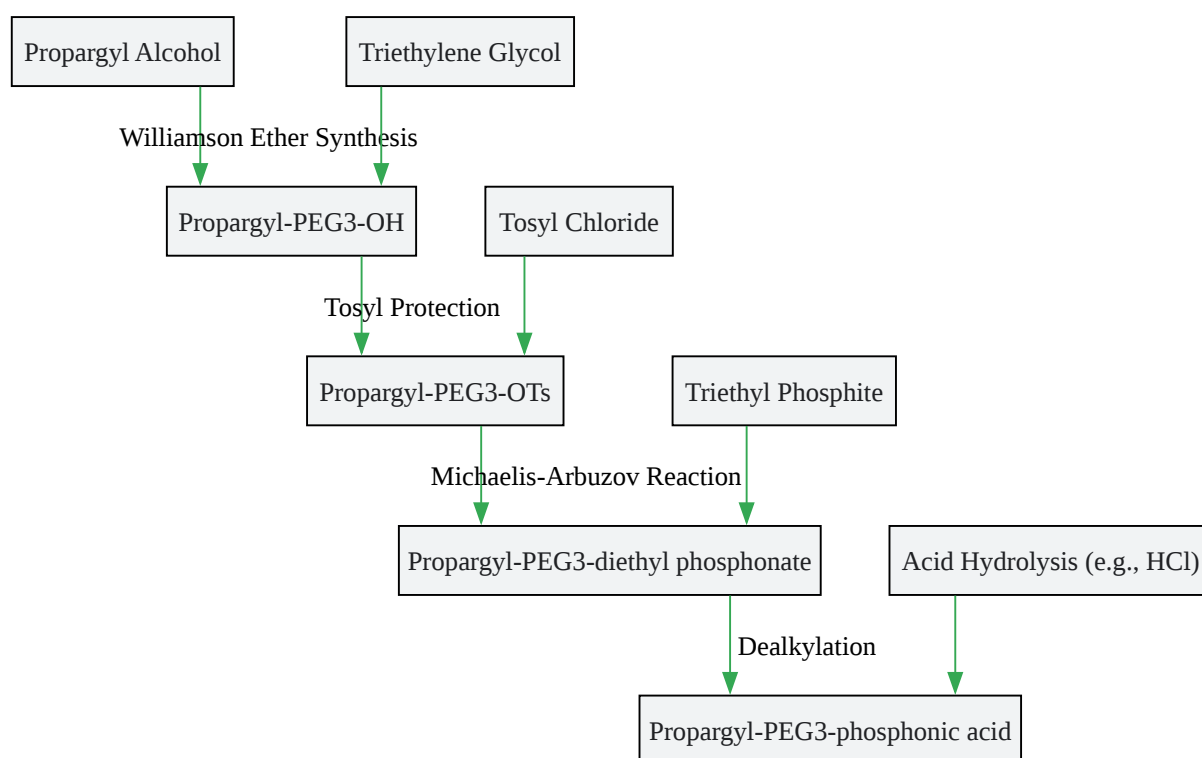 Propargyl Alcohol
Triethylene Glycol
Williamson Ether Synthesis
Propargyl-PEG3-OH
Tosyl Chloride
Tosyl Protection
Propargyl-PEG3-OTs
Triethyl Phosphite
Michaelis-Arbuzov Reaction
Propargyl-PEG3-diethyl phosphonate
Acid Hydrolysis (e.g., HCl)
Dealkylation
Propargyl-PEG3-phosphonic acid